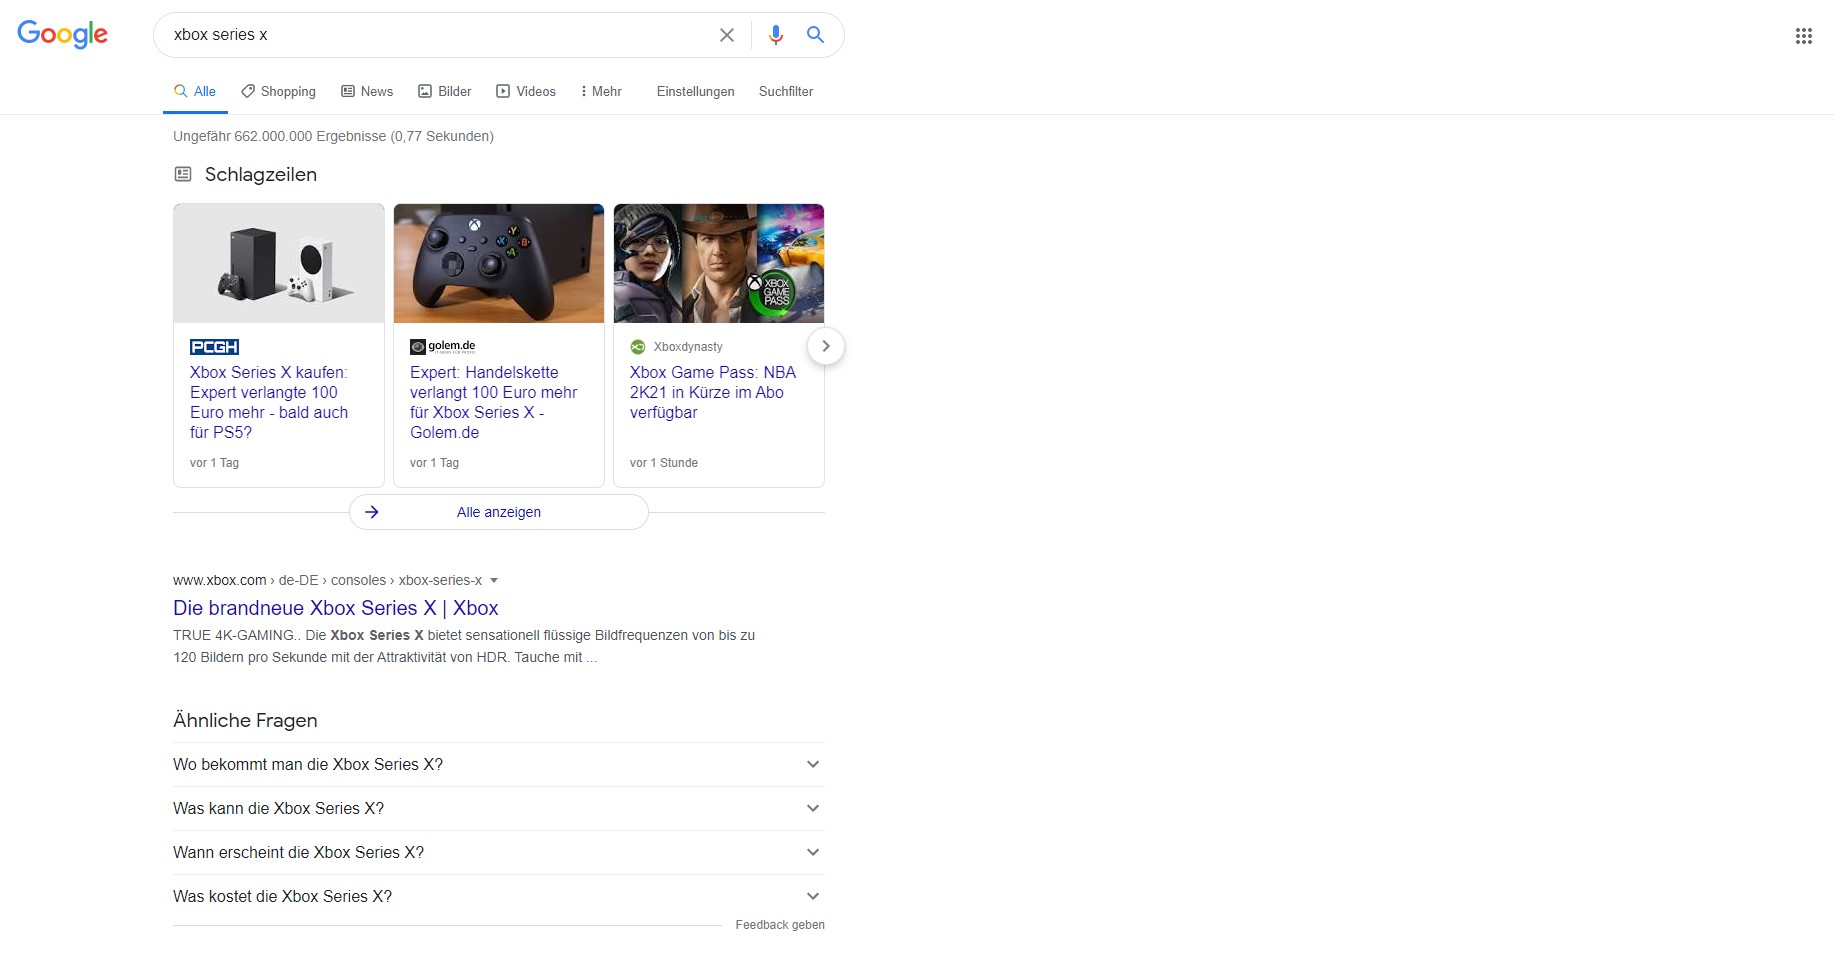 Google
xbox series x
Alle
Shopping
News
Bilder
Videos
Mehr
Einstellungen
Suchfilter
Ungefähr 662.000.000 Ergebnisse (0,77 Sekunden)
Schlagzeilen
XBOX
GAME
PASS
PCGH
Xbox Series X kaufen:
Expert verlangte 100
Euro mehr - bald auch
für PS5?
vor 1 Tag
golem.de
Expert: Handelskette
verlangt 100 Euro mehr
für Xbox Series X -
Golem.de
vor 1 Tag
Xboxdynasty
Xbox Game Pass: NBA
2K21 in Kürze im Abo
verfügbar
vor 1 Stunde
Alle anzeigen
www.xbox.com › de-DE › consoles › xbox-series-x
Die brandneue Xbox Series X | Xbox
TRUE 4K-GAMING.. Die Xbox Series X bietet sensationell flüssige Bildfrequenzen von bis zu
120 Bildern pro Sekunde mit der Attraktivität von HDR. Tauche mit ...
Ähnliche Fragen
Wo bekommt man die Xbox Series X?
Was kann die Xbox Series X?
Wann erscheint die Xbox Series X?
Was kostet die Xbox Series X?
Feedback geben